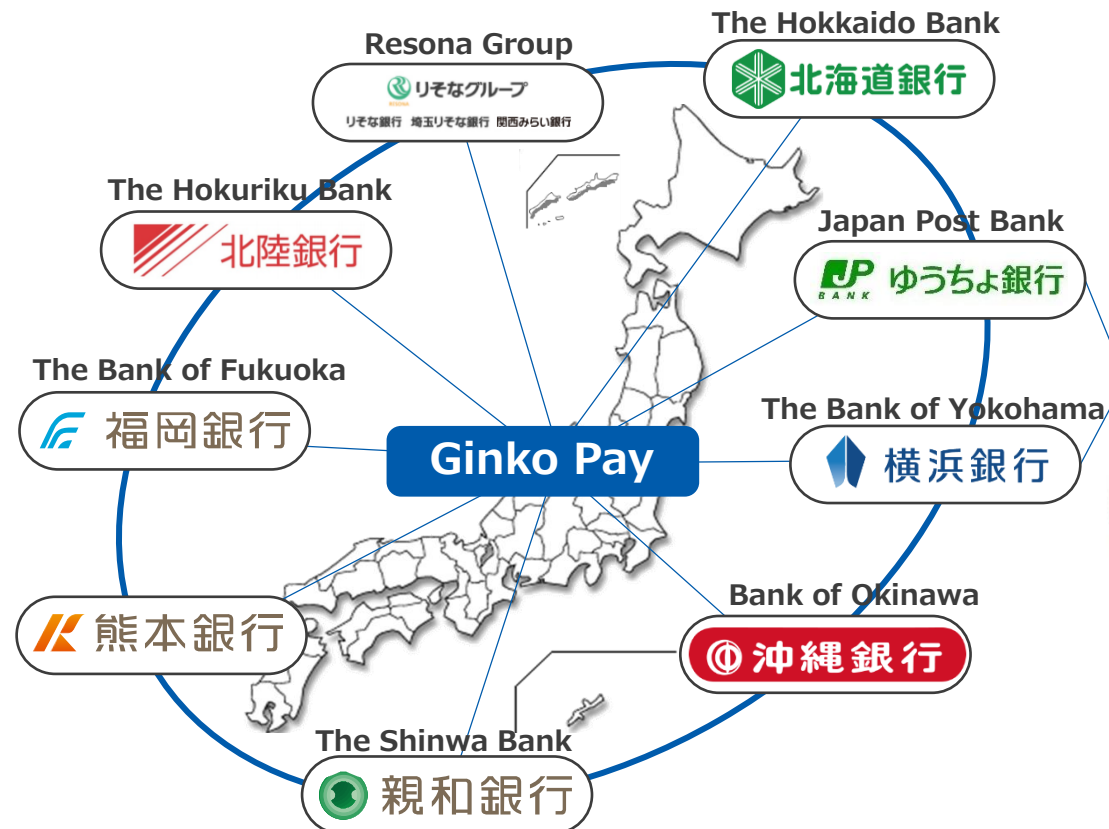 The Hokkaido Bank
北海道銀行
Resona Group
りそなグループ
RESONA
りそな銀行 埼玉りそな銀行 関西みらい銀行
The Hokuriku Bank
北陸銀行
Japan Post Bank
JP
BANK
ゆうちょ銀行
The Bank of Fukuoka
福岡銀行
The Bank of Yokohama
横浜銀行
Ginko Pay
熊本銀行
Bank of Okinawa
沖縄銀行
The Shinwa Bank
親和銀行